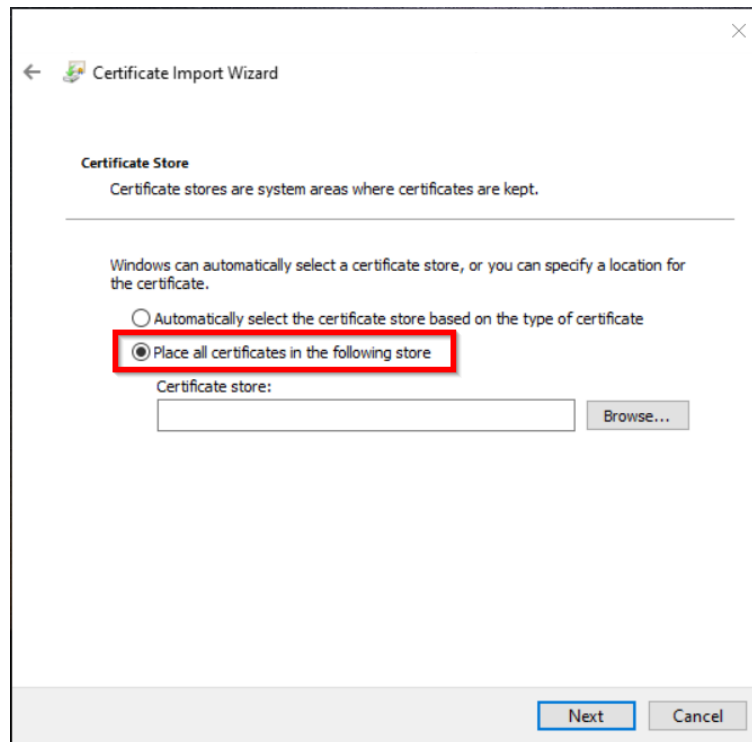 Certificate Import Wizard
Certificate Store
Certificate stores are system areas where certificates are kept.
Windows can automatically select a certificate store, or you can specify a location for
the certificate.
Automatically select the certificate store based on the type of certificate
Place all certificates in the following store
Certificate store:
Browse...
Next
Cancel